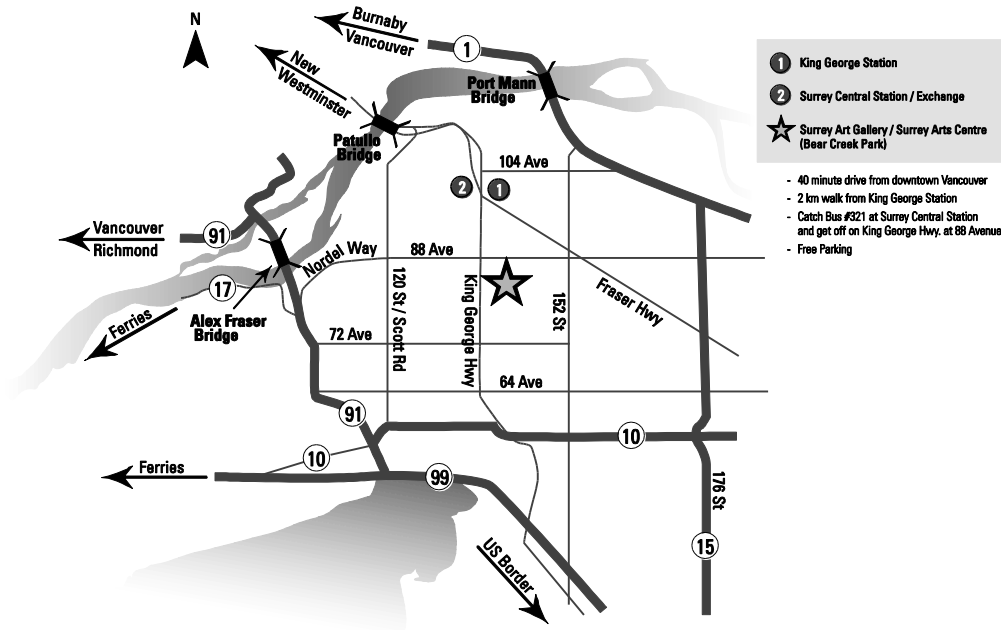 N
Burnaby
Vancouver
1
New
Westminster
Port Mann
Bridge
Patullo
Bridge
104 Ave
2
1
Vancouver
Richmond
91
Nordel Way
88 Ave
17
Ferries
Alex Fraser
Bridge
120 St / Scott Rd
King George Hwy
152 St
Fraser Hwy
72 Ave
64 Ave
91
10
10
Ferries
99
176 St
15
US Border
1 King George Station
2 Surrey Central Station / Exchange
Surrey Art Gallery / Surrey Arts Centre
(Bear Creek Park)
- 40 minute drive from downtown Vancouver
- 2 km walk from King George Station
- Catch Bus #321 at Surrey Central Station
and get off on King George Hwy. at 88 Avenue
- Free Parking